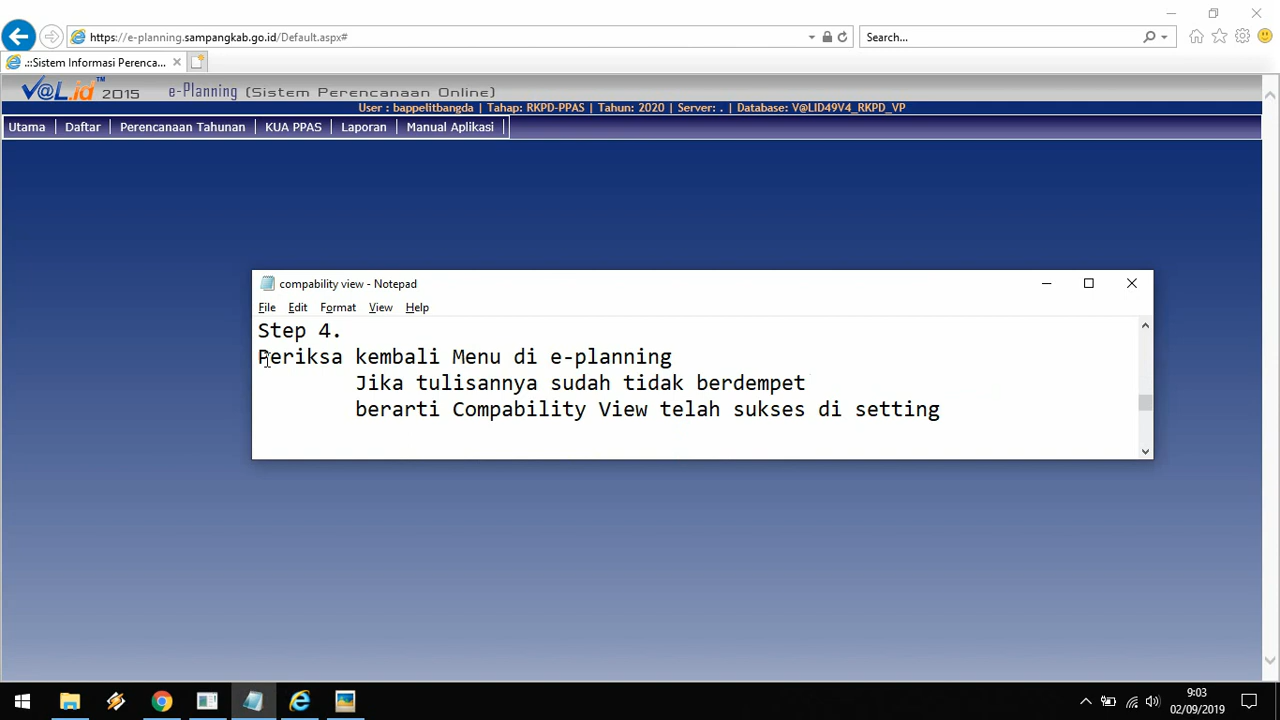 https://e-planning.sampangkab.go.id/Default.aspx#
Search...
.::Sistem Informasi Perenca...
V@L.id™ 2015 e-Planning (Sistem Perencanaan Online)
User : bappelitbangda | Tahap: RKPD-PPAS | Tahun: 2020 | Server: . | Database: V@LID49V4_RKPD_VP
Utama Daftar Perencanaan Tahunan KUA PPAS Laporan Manual Aplikasi
compability view - Notepad
File Edit Format View Help
Step 4.
Periksa kembali Menu di e-planning
Jika tulisannya sudah tidak berdempet
berarti Compability View telah sukses di setting
9:03
02/09/2019